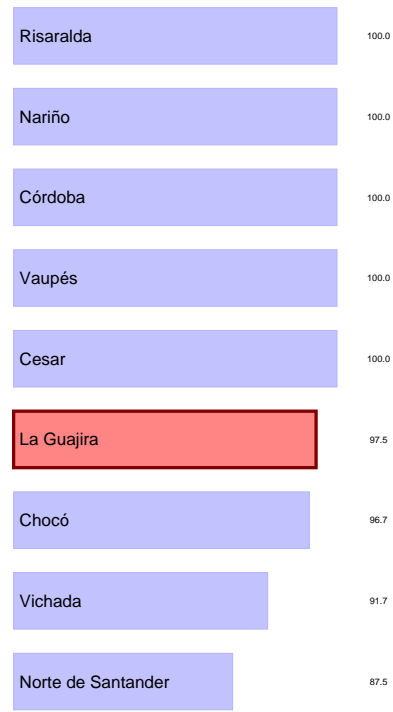 Risaralda 100.0
Nariño 100.0
Córdoba 100.0
Vaupés 100.0
Cesar 100.0
La Guajira 97.5
Chocó 96.7
Vichada 91.7
Norte de Santander 87.5